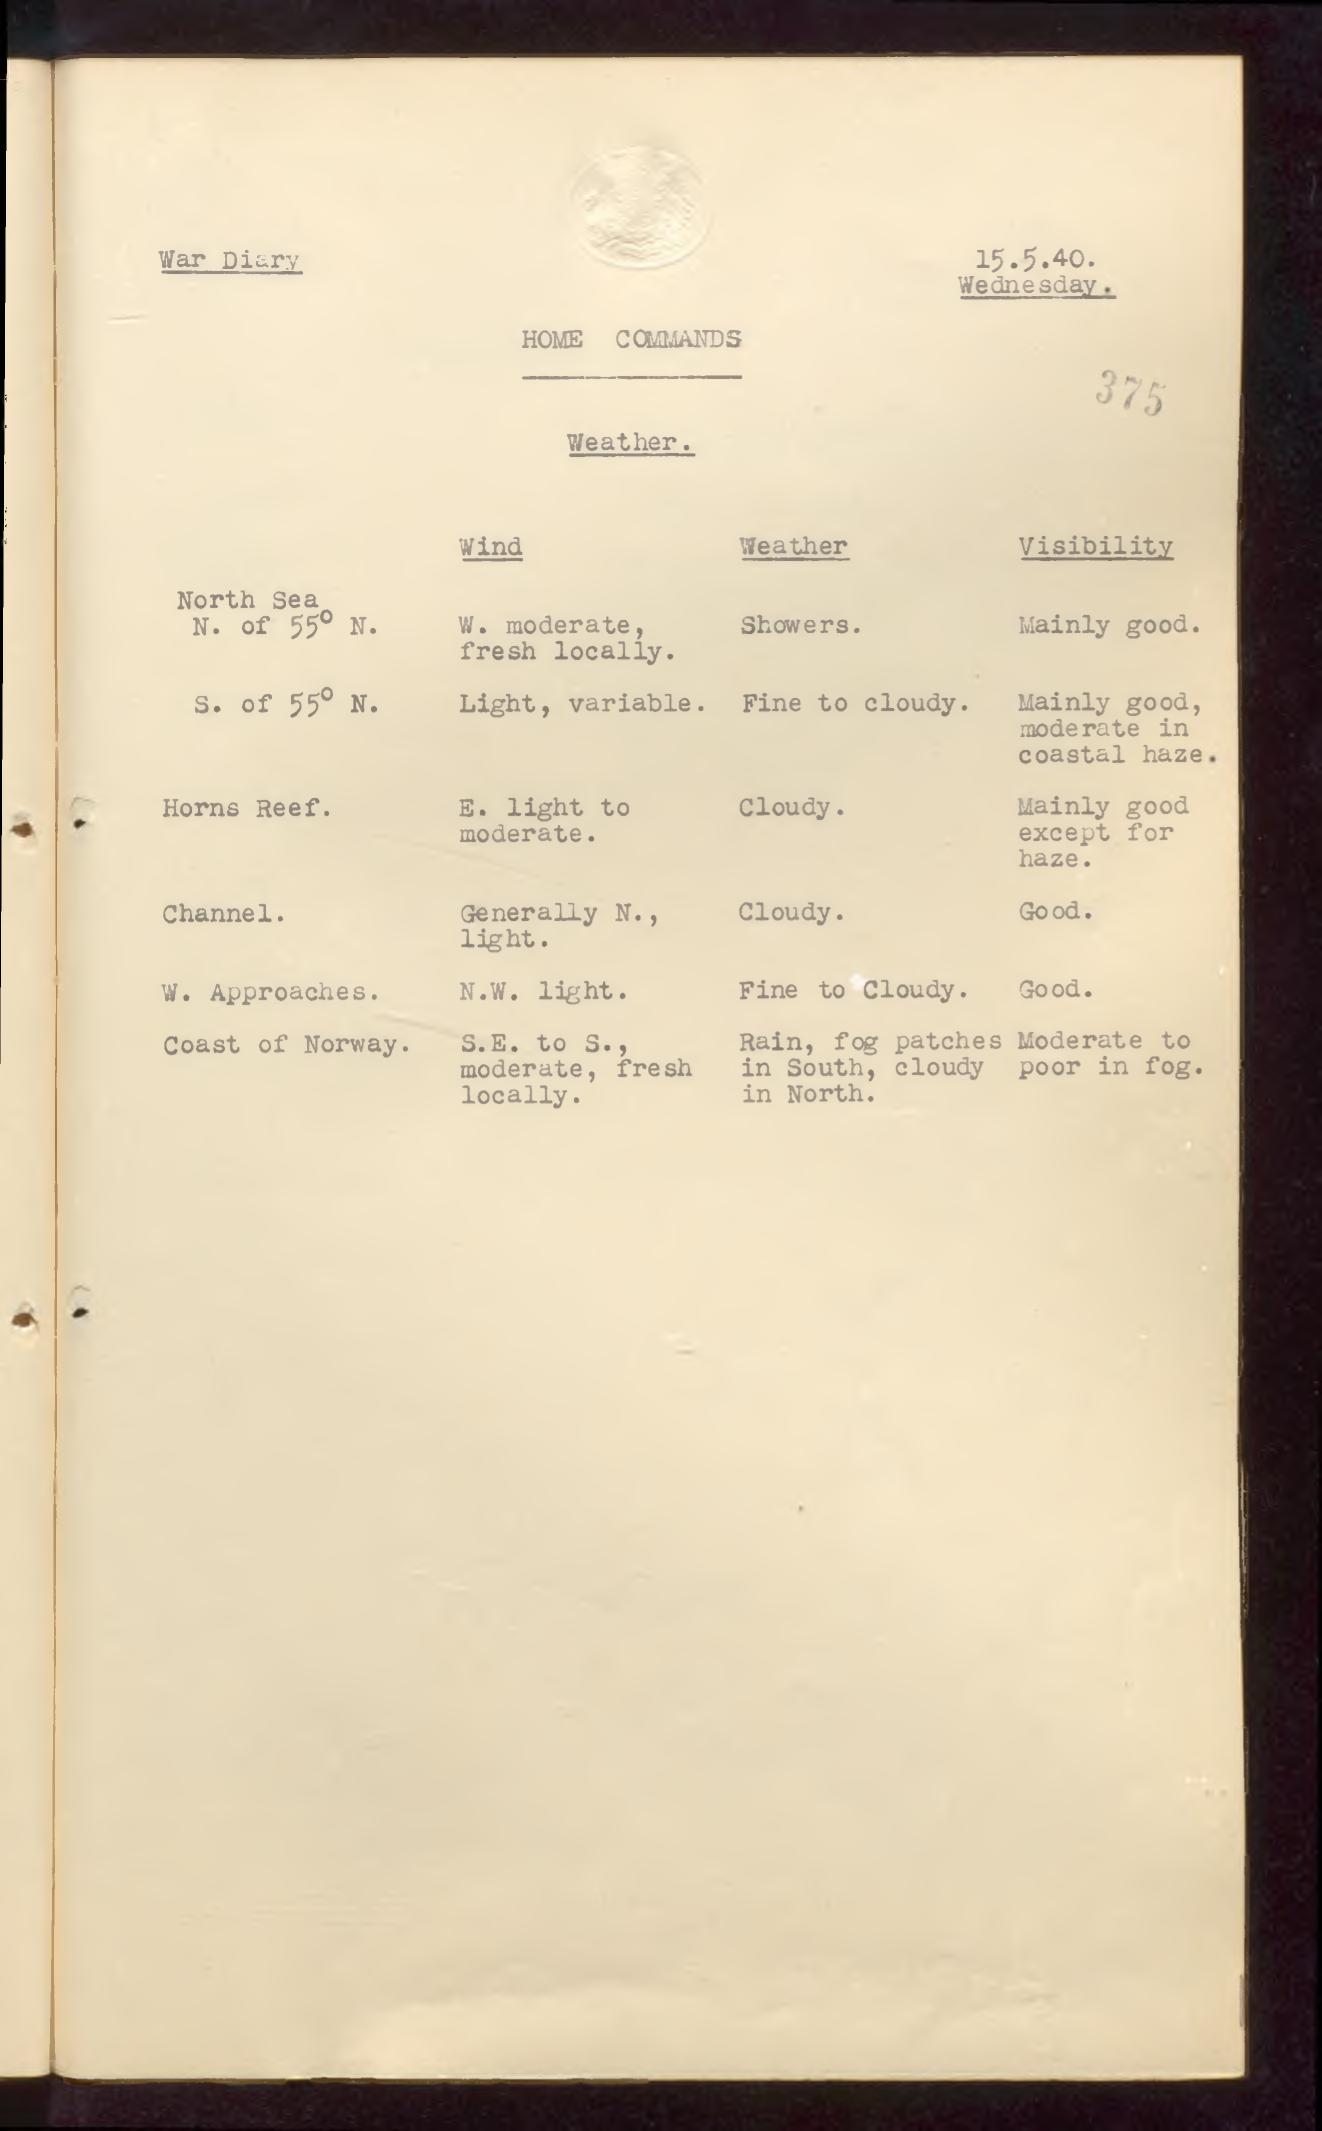 War Diary
15.5.40.
Wednesday.
HOME COMMANDS
375
Weather.
Wind Weather Visibility
North Sea
N. of 55° N. W. moderate, Showers. Mainly good.
fresh locally.
S. of 55° N. Light, variable. Fine to cloudy. Mainly good,
moderate in
coastal haze.
Horns Reef. E. light to Cloudy. Mainly good
moderate. except for
haze.
Channel. Generally N., Cloudy. Good.
light.
W. Approaches. N.W. light. Fine to Cloudy. Good.
Coast of Norway. S.E. to S., Rain, fog patches Moderate to
moderate, fresh in South, cloudy poor in fog.
locally. in North.